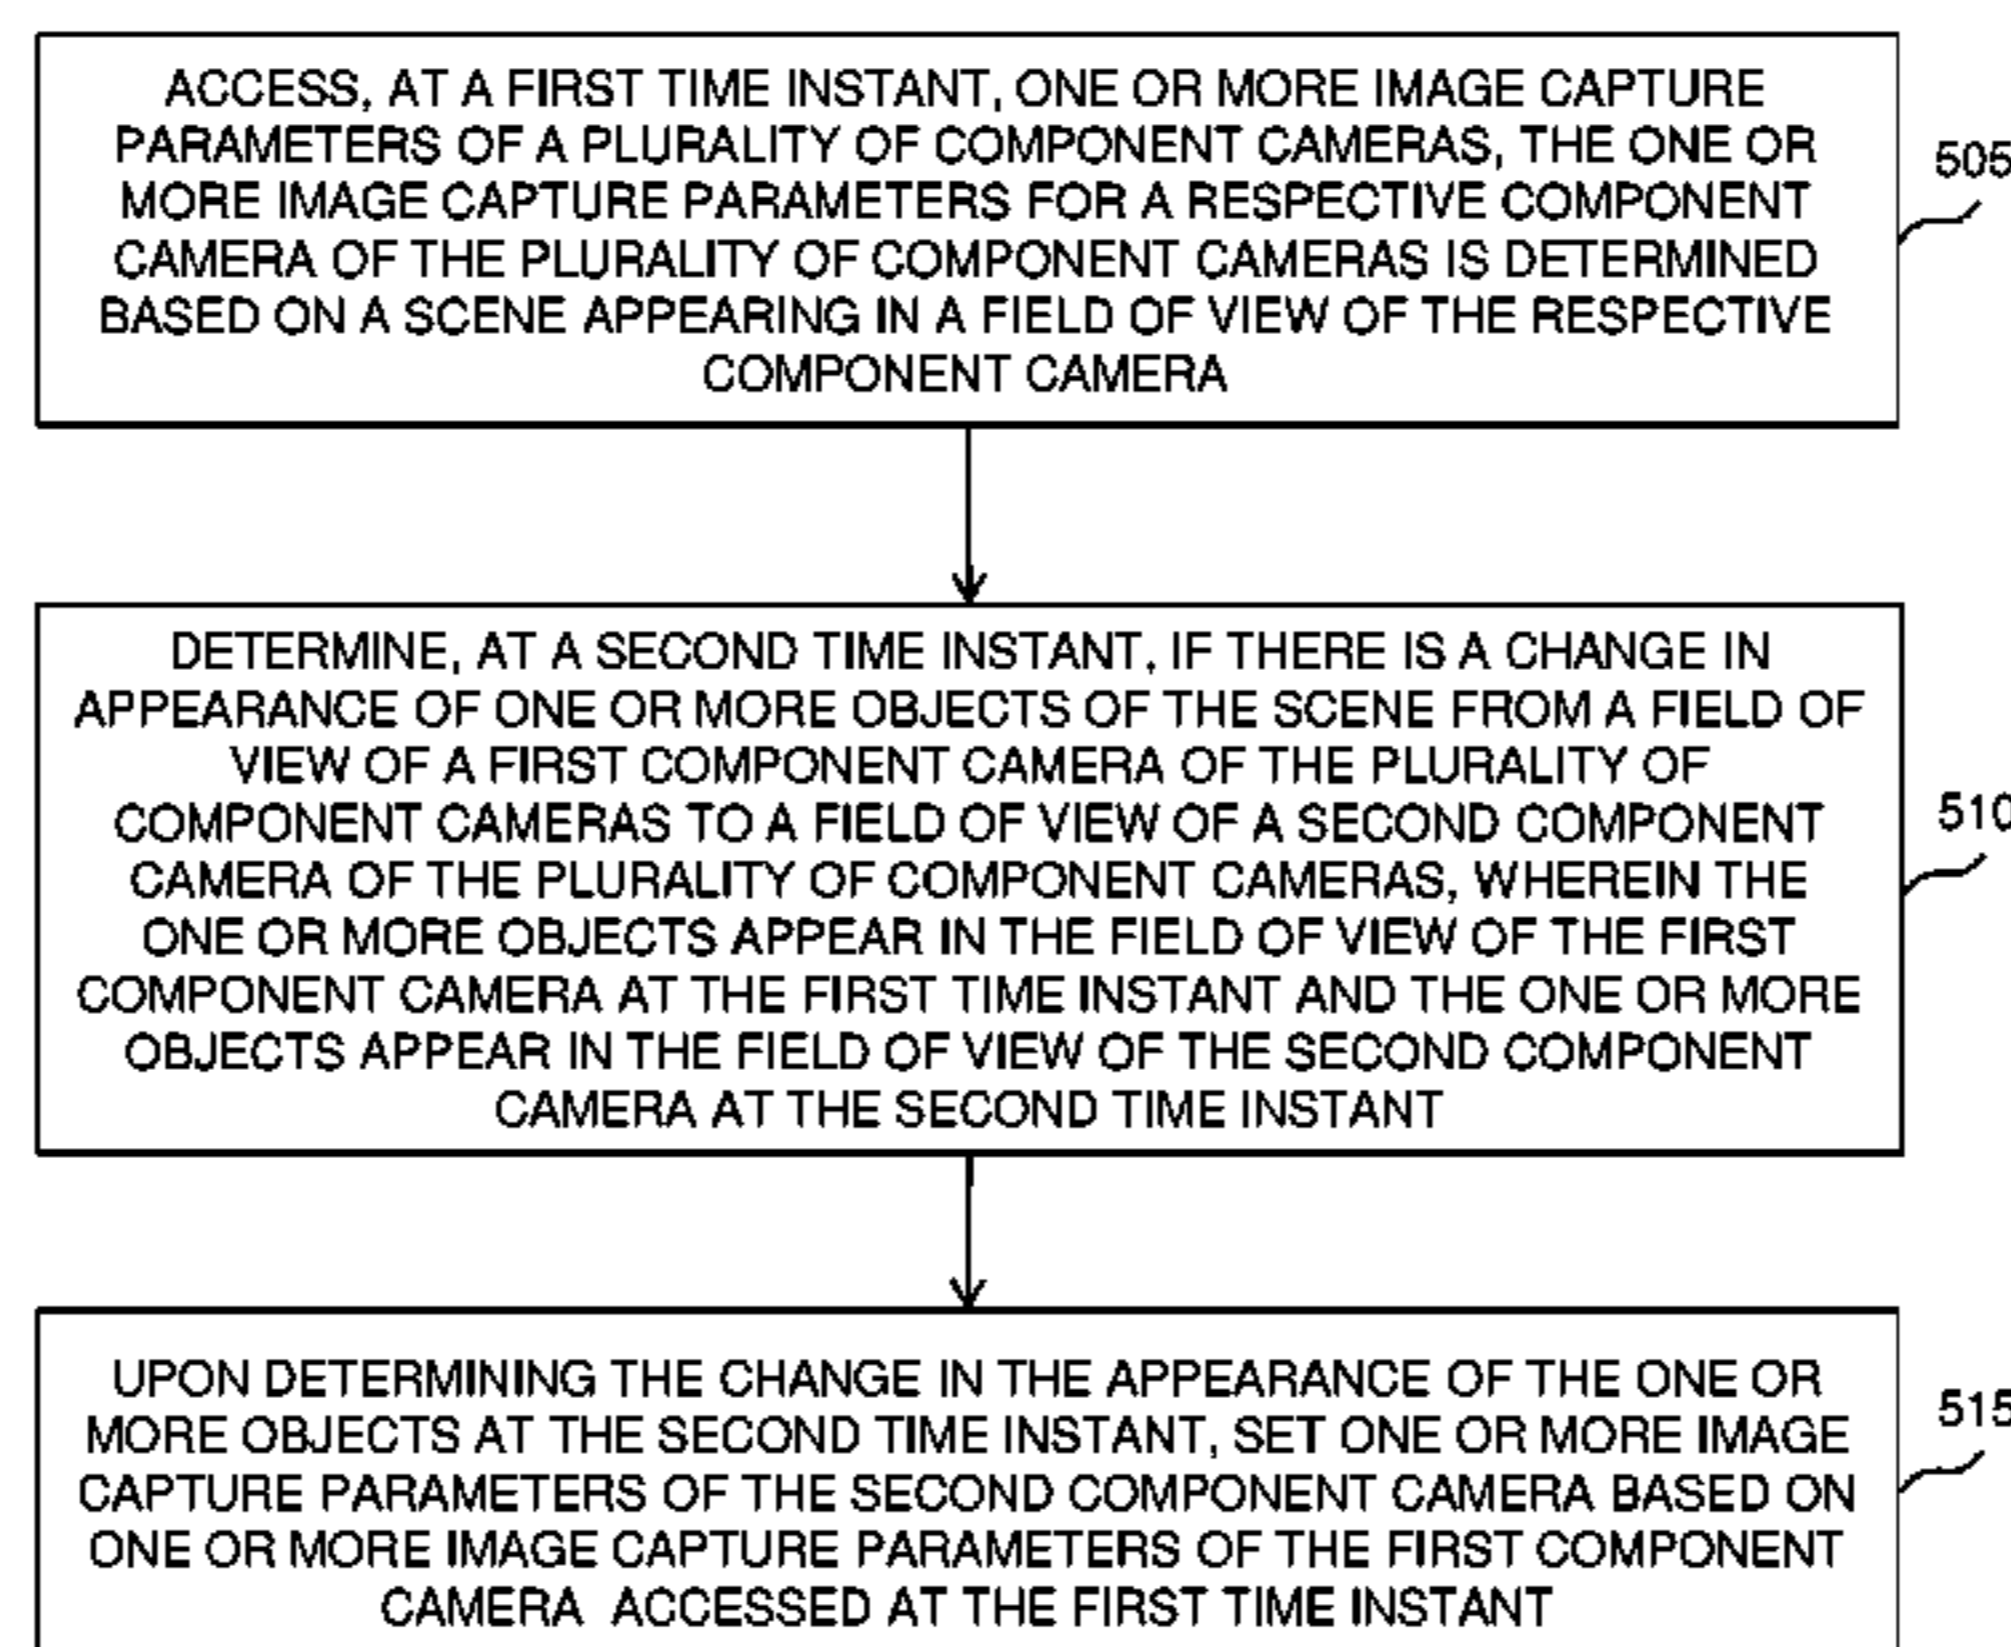 ACCESS, AT A FIRST TIME INSTANT, ONE OR MORE IMAGE CAPTURE
PARAMETERS OF A PLURALITY OF COMPONENT CAMERAS, THE ONE OR
MORE IMAGE CAPTURE PARAMETERS FOR A RESPECTIVE COMPONENT
CAMERA OF THE PLURALITY OF COMPONENT CAMERAS IS DETERMINED
BASED ON A SCENE APPEARING IN A FIELD OF VIEW OF THE RESPECTIVE
COMPONENT CAMERA
505
DETERMINE, AT A SECOND TIME INSTANT, IF THERE IS A CHANGE IN
APPEARANCE OF ONE OR MORE OBJECTS OF THE SCENE FROM A FIELD OF
VIEW OF A FIRST COMPONENT CAMERA OF THE PLURALITY OF
COMPONENT CAMERAS TO A FIELD OF VIEW OF A SECOND COMPONENT
CAMERA OF THE PLURALITY OF COMPONENT CAMERAS, WHEREIN THE
ONE OR MORE OBJECTS APPEAR IN THE FIELD OF VIEW OF THE FIRST
COMPONENT CAMERA AT THE FIRST TIME INSTANT AND THE ONE OR MORE
OBJECTS APPEAR IN THE FIELD OF VIEW OF THE SECOND COMPONENT
CAMERA AT THE SECOND TIME INSTANT
510
UPON DETERMINING THE CHANGE IN THE APPEARANCE OF THE ONE OR
MORE OBJECTS AT THE SECOND TIME INSTANT, SET ONE OR MORE IMAGE
CAPTURE PARAMETERS OF THE SECOND COMPONENT CAMERA BASED ON
ONE OR MORE IMAGE CAPTURE PARAMETERS OF THE FIRST COMPONENT
CAMERA ACCESSED AT THE FIRST TIME INSTANT
515